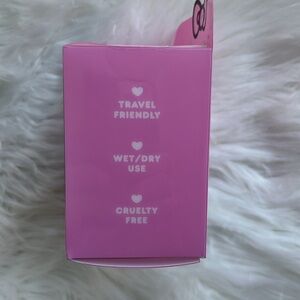 TRAVEL
FRIENDLY
WET/DRY
USE
CRUELTY
FREE